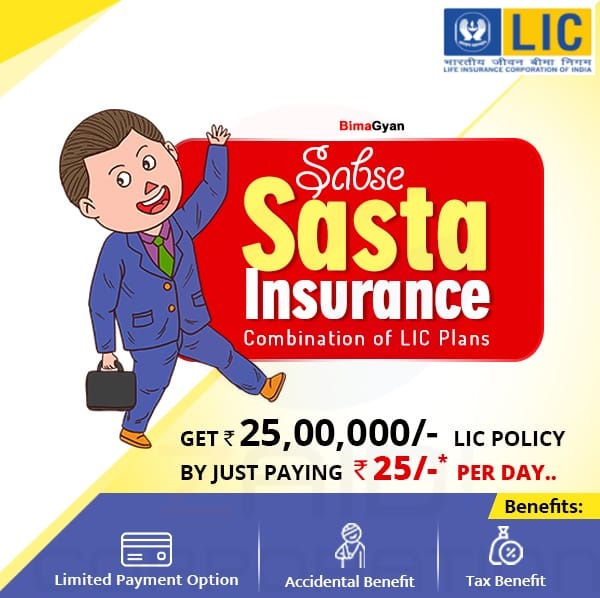 LIC
भारतीय जीवन बीमा निगम
LIFE INSURANCE CORPORATION OF INDIA
BimaGyan
Sabse
Sasta
Insurance
Combination of LIC Plans
GET ₹ 25,00,000/- LIC POLICY
BY JUST PAYING ₹ 25/-* PER DAY..
Benefits:
Limited Payment Option
Accidental Benefit
Tax Benefit